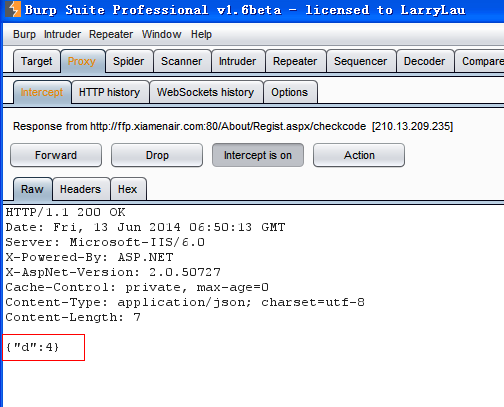 Burp Suite Professional v1.6beta - licensed to LarryLau
Burp Intruder Repeater Window Help
Target Proxy Spider Scanner Intruder Repeater Sequencer Decoder Compare
Intercept HTTP history WebSockets history Options
Response from http://ffp.xiamenair.com:80/About/Regist.aspx/checkcode [210.13.209.235]
Forward Drop Intercept is on Action
Raw Headers Hex
HTTP/1.1 200 OK
Date: Fri, 13 Jun 2014 06:50:13 GMT
Server: Microsoft-IIS/6.0
X-Powered-By: ASP.NET
X-AspNet-Version: 2.0.50727
Cache-Control: private, max-age=0
Content-Type: application/json; charset=utf-8
Content-Length: 7
{"d":4}